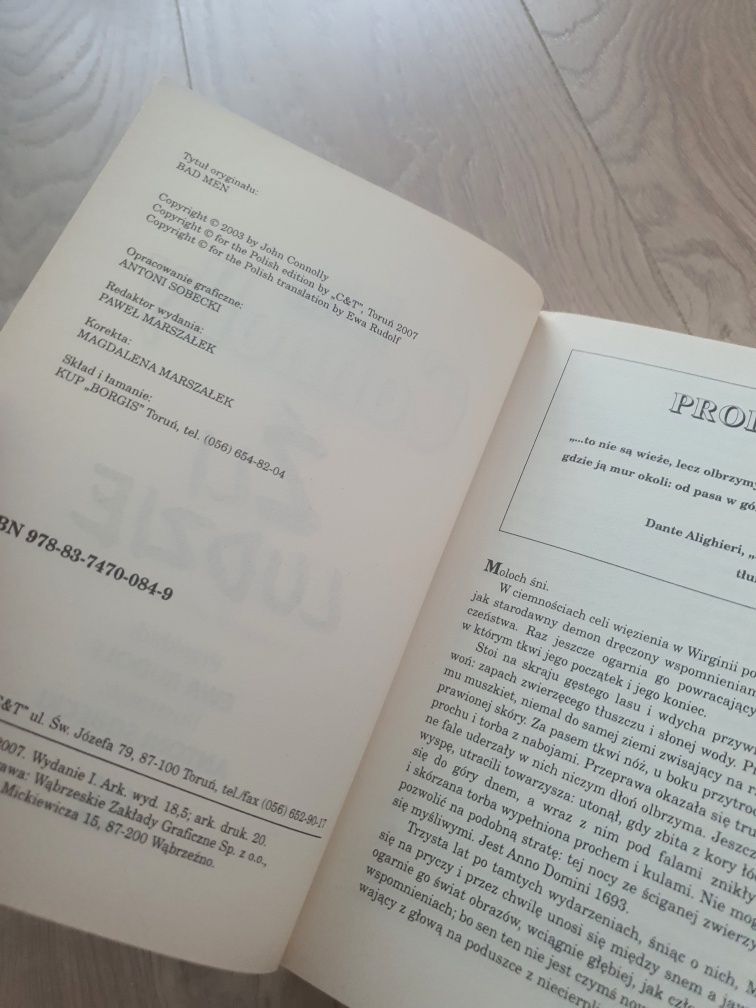 Tytuł oryginału:
BAD MEN
Copyright © 2003 by John Connolly
Copyright © for the Polish edition by „C&T”, Toruń 2007
Copyright © for the Polish translation by Ewa Rudolf
Opracowanie graficzne:
ANTONI SOBECKI
Redaktor wydania:
PAWEŁ MARSZAŁEK
Korekta:
MAGDALENA MARSZAŁEK
Skład i łamanie:
KUP „BORGIS” Toruń, tel. (056) 654-82-04
BN 978-83-7470-084-9
C&T” ul. Św. Józefa 79, 87-100 Toruń, tel./fax (056) 652-90-17
2007. Wydanie I. Ark. wyd. 18,5; ark. druk. 20.
rawa: Wąbrzeskie Zakłady Graficzne Sp. z o.o.,
Mickiewicza 15, 87-200 Wąbrzeźno.
PROL
„...to nie są wieże, lecz olbrzymy
gdzie ją mur okoli: od pasa w gó
Dante Alighieri, „
tłu
Moloch śni.
W ciemnościach celi więzienia w Wirginii po
jak starodawny demon dręczony wspomnieniam
czeństwa. Raz jeszcze ogarnia go powracający
w którym tkwi jego początek i jego koniec.
Stoi na skraju gęstego lasu i wdycha przyw
woń: zapach zwierzęcego tłuszczu i słonej wody. P
mu muszkiet, niemal do samej ziemi zwisający na r
prawionej skóry. Za pasem tkwi nóż, u boku przytro
prochu i torba z nabojami. Przeprawa okazała się tru
ne fale uderzały w nich niczym dłoń olbrzyma. Jeszcz
wyspę, utracili towarzysza: utonął, gdy zbita z kory łó
się do góry dnem, a wraz z nim pod falami znikły
i skórzana torba wypełniona prochem i kulami. Nie mog
pozwolić na podobną stratę: tej nocy ze ściganej zwierzy
się myśliwymi. Jest Anno Domini 1693.
Trzysta lat po tamtych wydarzeniach, śniąc o nich, M
się na pryczy i przez chwilę unosi się między snem a ja
ogarnie go świat obrazów, wciągnie głębiej, jak cz
wspomnieniach; bo sen ten nie jest czymś now
wający z głową na poduszce z niecierp